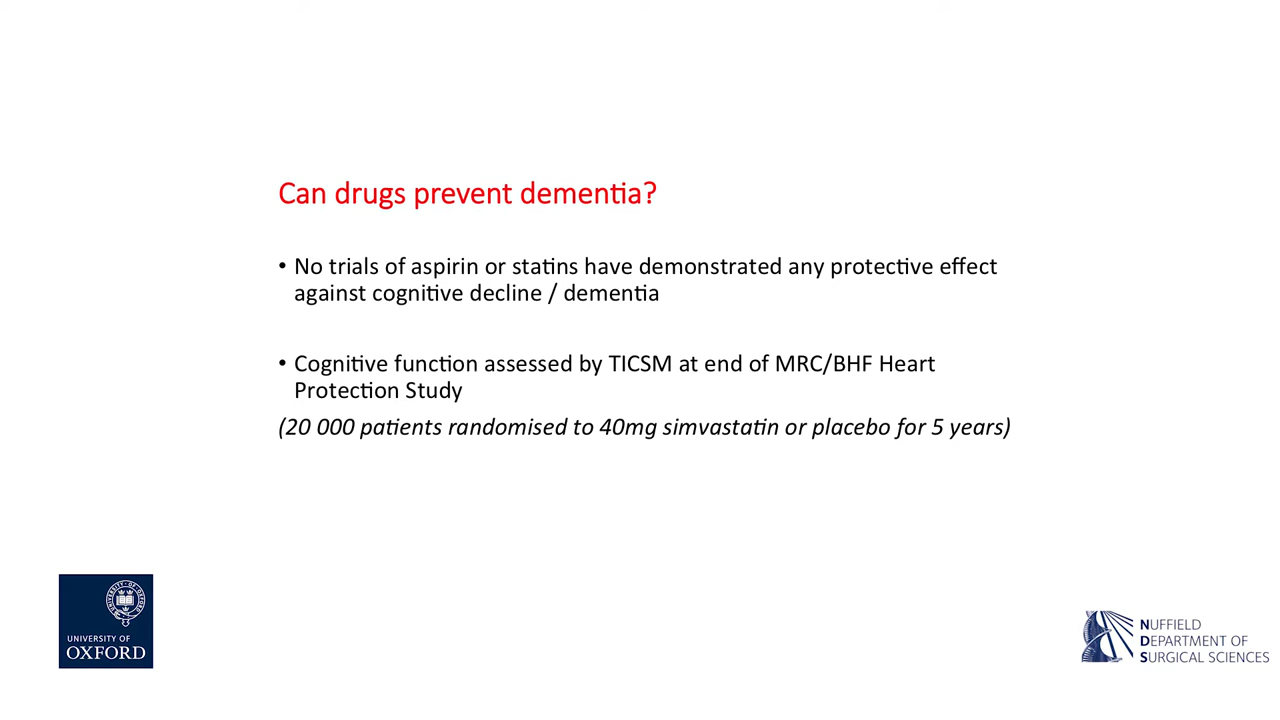 Can drugs prevent dementia?
• No trials of aspirin or statins have demonstrated any protective effect
against cognitive decline / dementia
• Cognitive function assessed by TICSM at end of MRC/BHF Heart
Protection Study
(20 000 patients randomised to 40mg simvastatin or placebo for 5 years)
UNIVERSITY OF
OXFORD
NUFFIELD
DEPARTMENT OF
SURGICAL SCIENCES